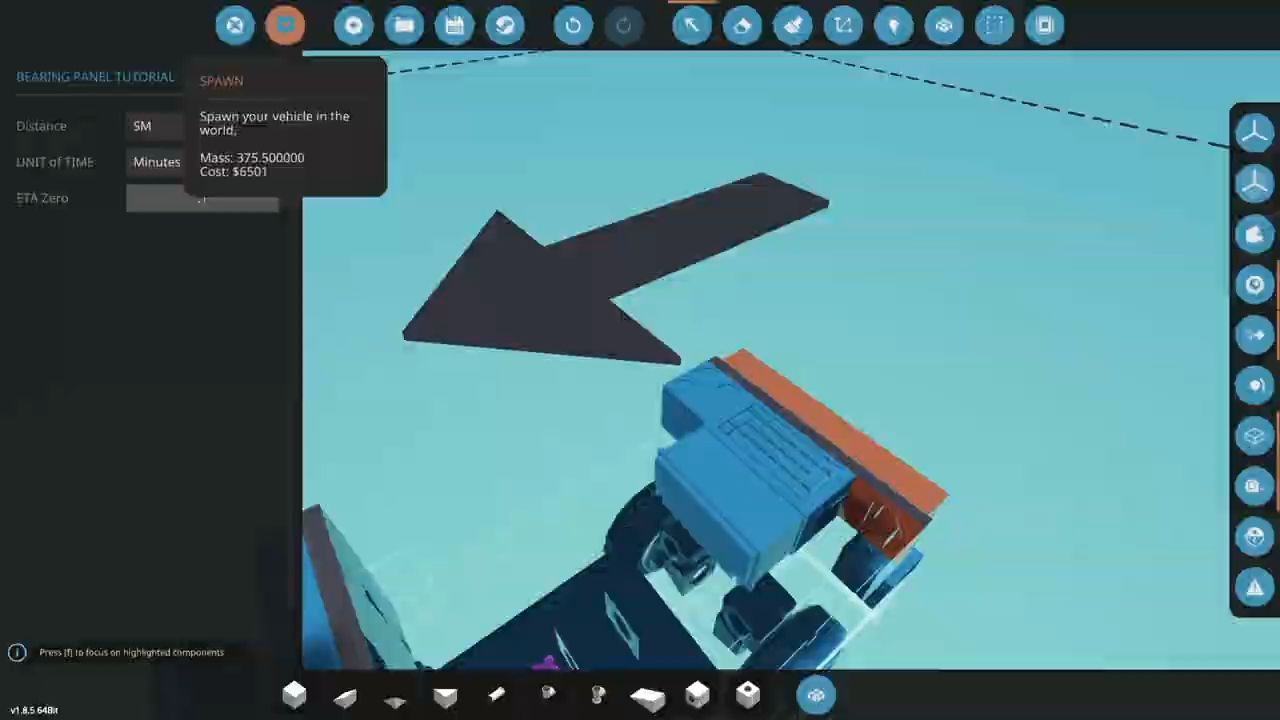 BEARING PANEL TUTORIAL
SPAWN
Spawn your vehicle in the
world.
Mass: 375.500000
Cost: $6501
Distance
SM
UNIT of TIME
Minutes
ETA Zero
.1
Press [f] to focus on highlighted components
v1.8.5 64Bit